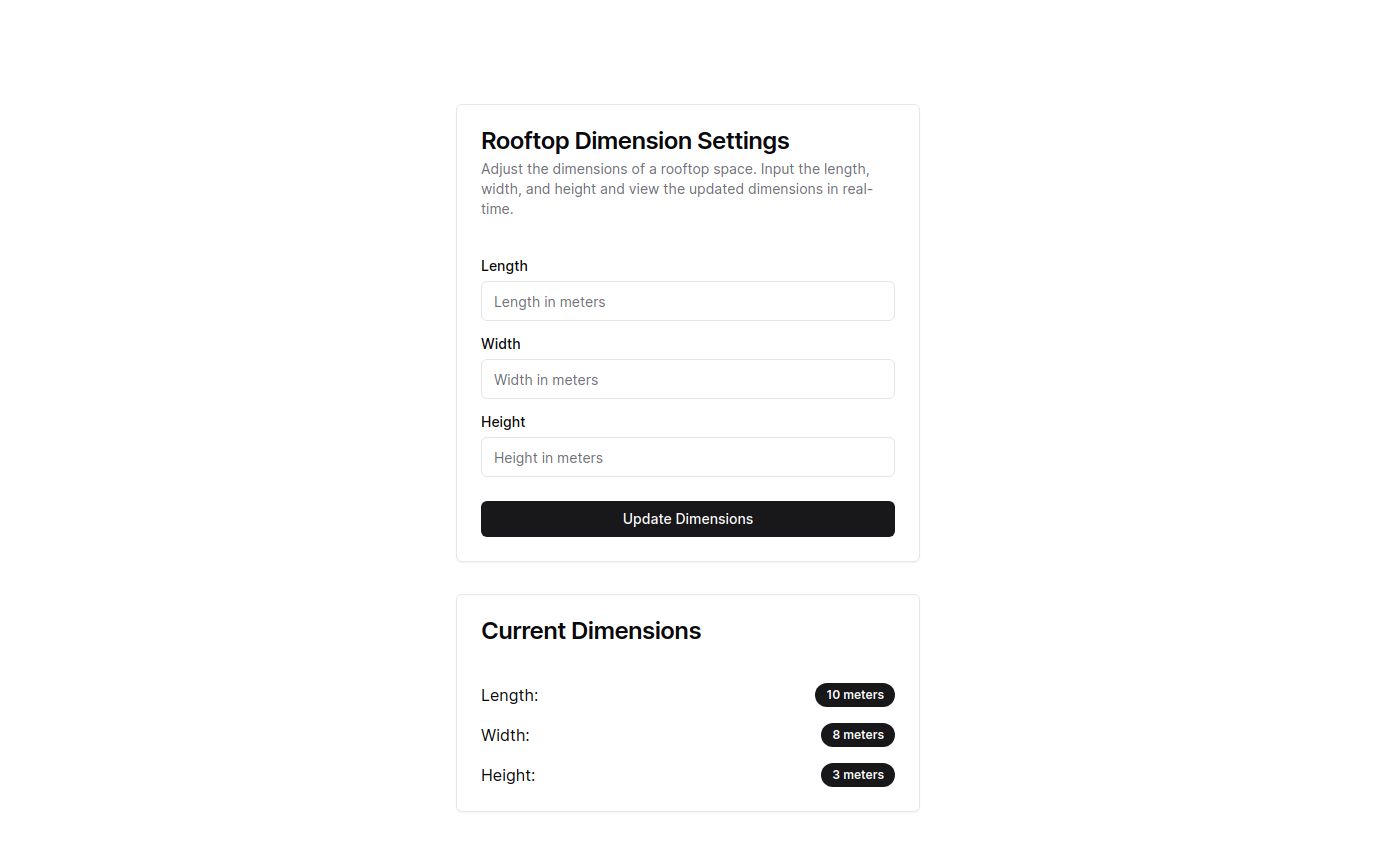 Rooftop Dimension Settings
Adjust the dimensions of a rooftop space. Input the length,
width, and height and view the updated dimensions in real-
time.
Length
Length in meters
Width
Width in meters
Height
Height in meters
Update Dimensions
Current Dimensions
Length: 10 meters
Width: 8 meters
Height: 3 meters